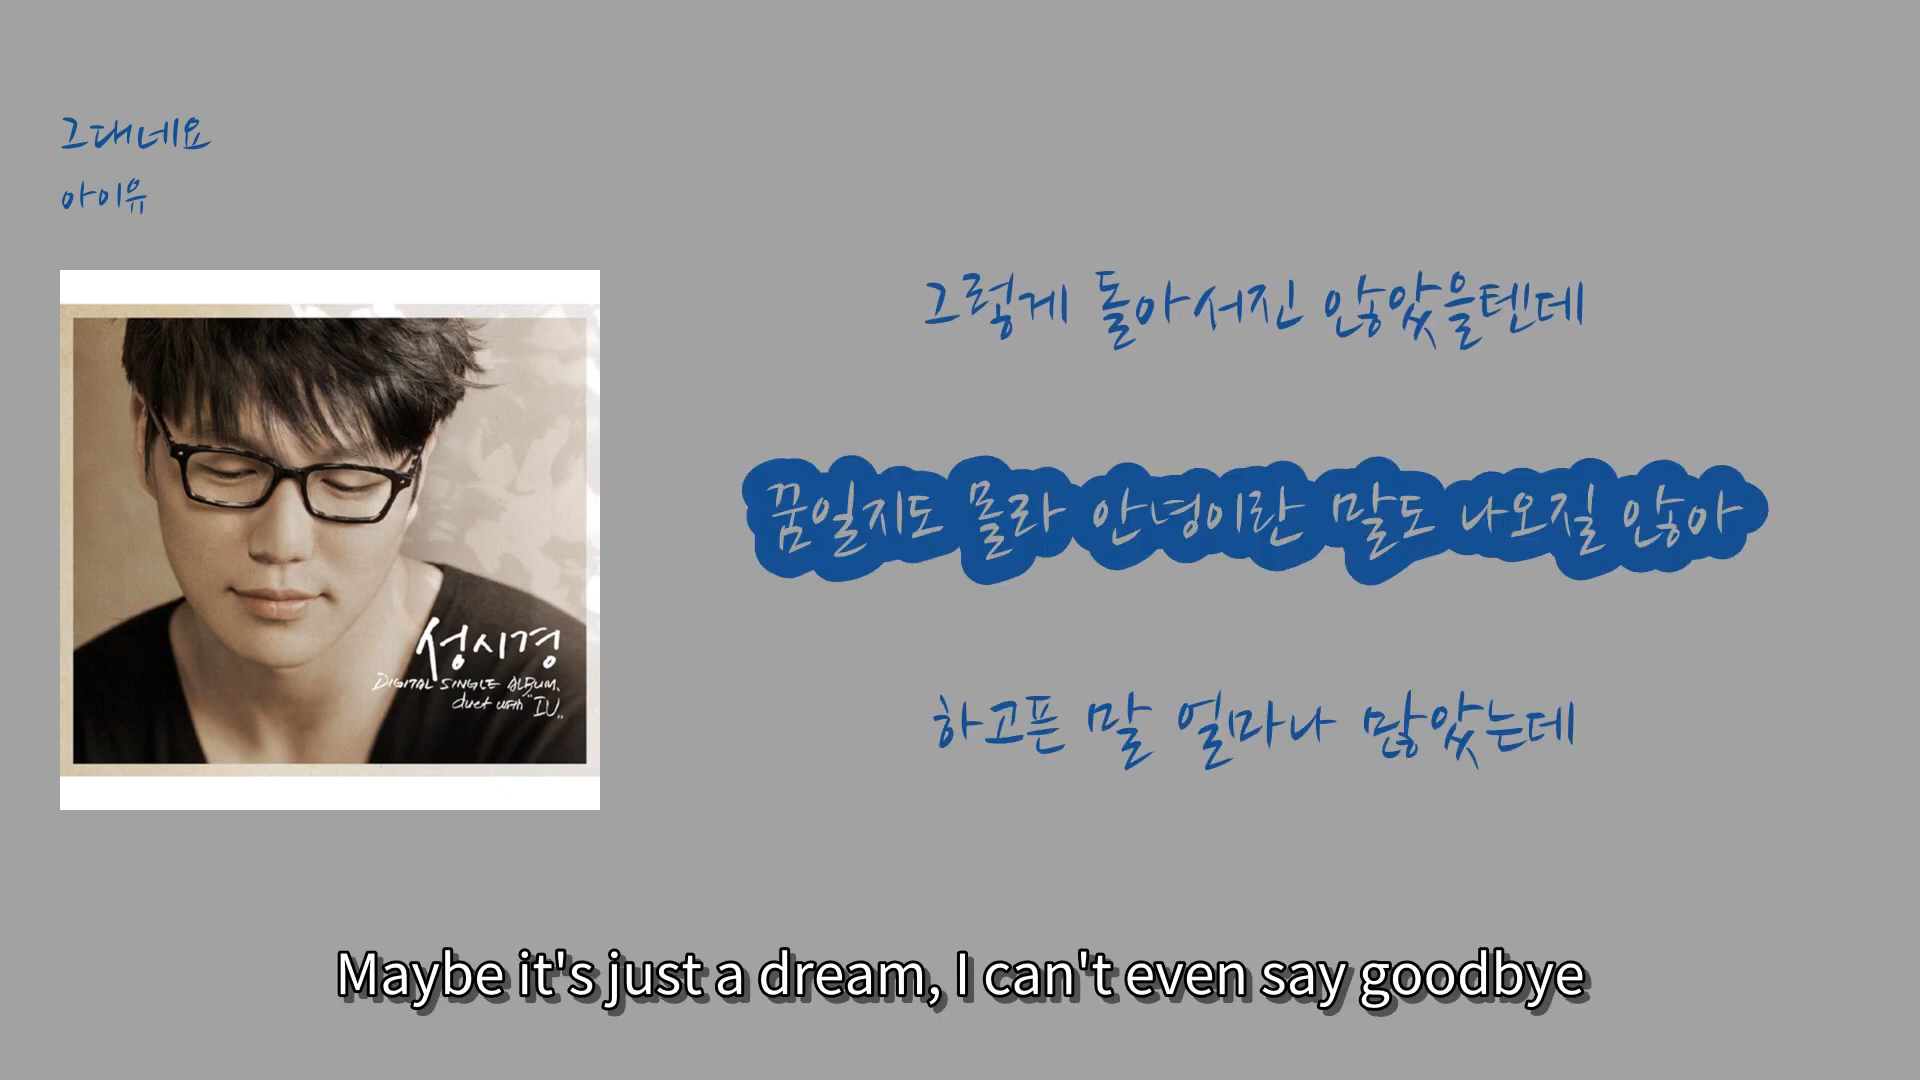 그대네요
아이유
그렇게 돌아서진 않았을텐데
꿈일지도 몰라 안녕이란 말도 나오질 않아
하고픈 말 얼마나 많았는데
성시경
DIGITAL SINGLE ALBUM.
duet with "IU"
Maybe it's just a dream, I can't even say goodbye